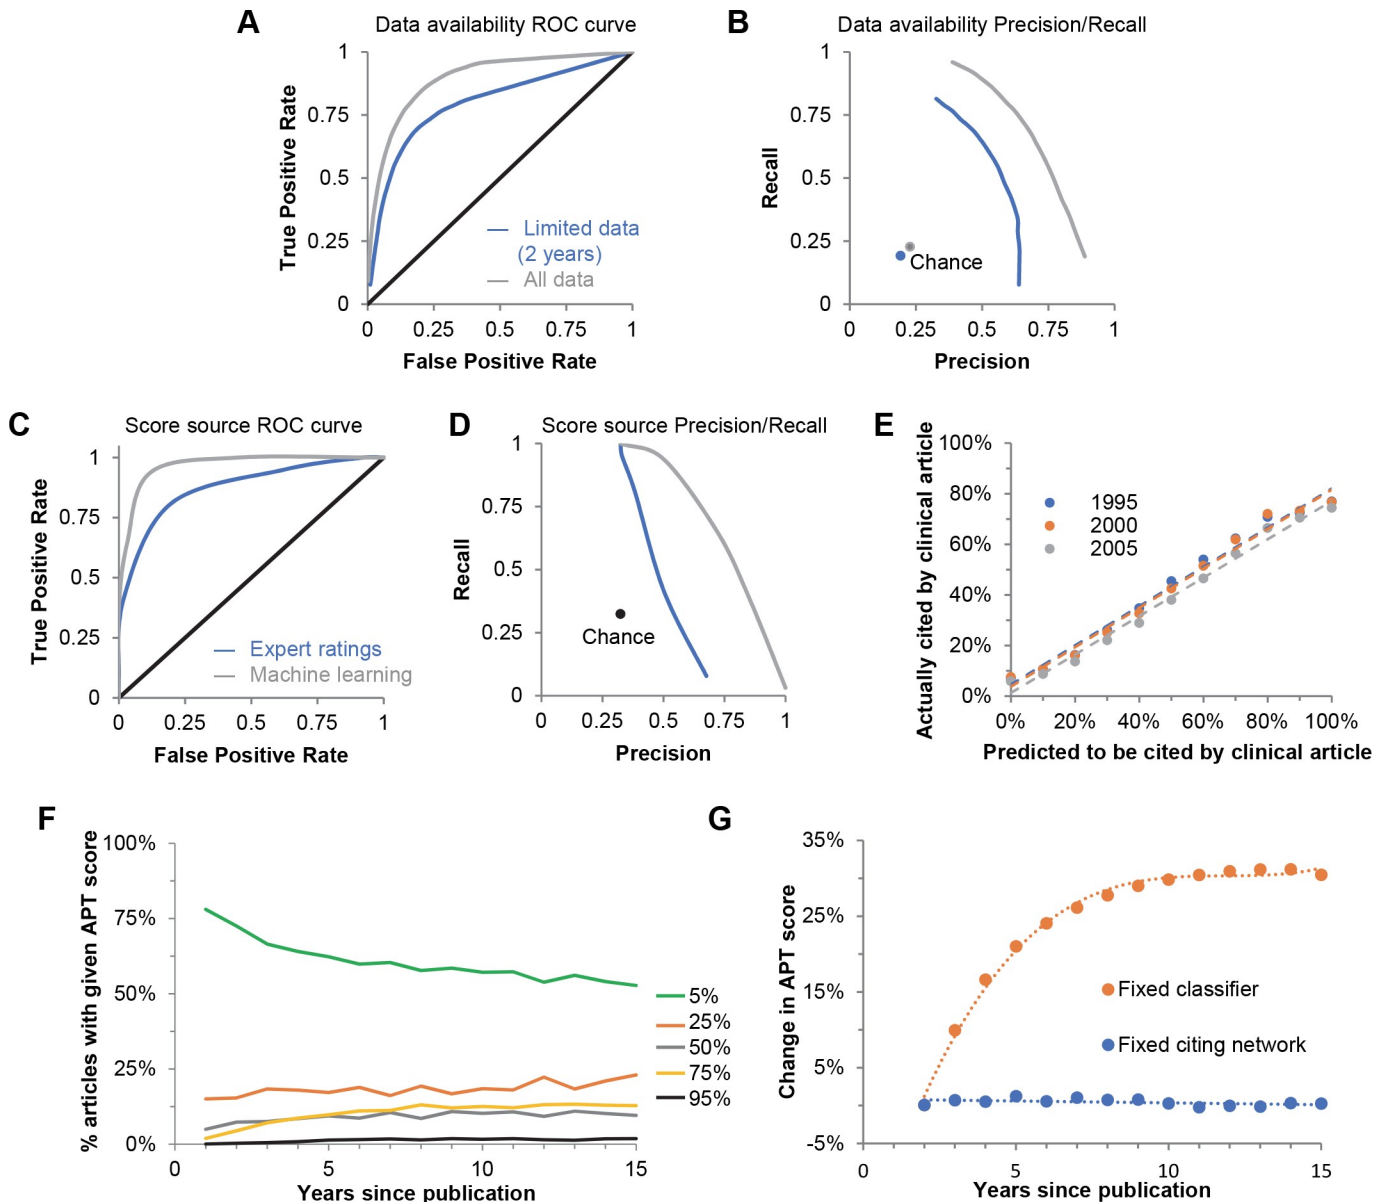 A
Data availability ROC curve
True Positive Rate
1
0.75
0.5
0.25
0
Limited data
(2 years)
All data
0 0.25 0.5 0.75 1
False Positive Rate
B
Data availability Precision/Recall
Recall
1
0.75
0.5
0.25
0
Chance
0 0.25 0.5 0.75 1
Precision
C
Score source ROC curve
True Positive Rate
1
0.75
0.5
0.25
0
Expert ratings
Machine learning
0 0.25 0.5 0.75 1
False Positive Rate
D
Score source Precision/Recall
Recall
1
0.75
0.5
0.25
0
Chance
0 0.25 0.5 0.75 1
Precision
E
Actually cited by clinical article
100%
80%
60%
40%
20%
0%
1995
2000
2005
0% 20% 40% 60% 80% 100%
Predicted to be cited by clinical article
F
% articles with given APT score
100%
75%
50%
25%
0%
5%
25%
50%
75%
95%
0 5 10 15
Years since publication
G
Change in APT score
35%
25%
15%
5%
-5%
Fixed classifier
Fixed citing network
0 5 10 15
Years since publication